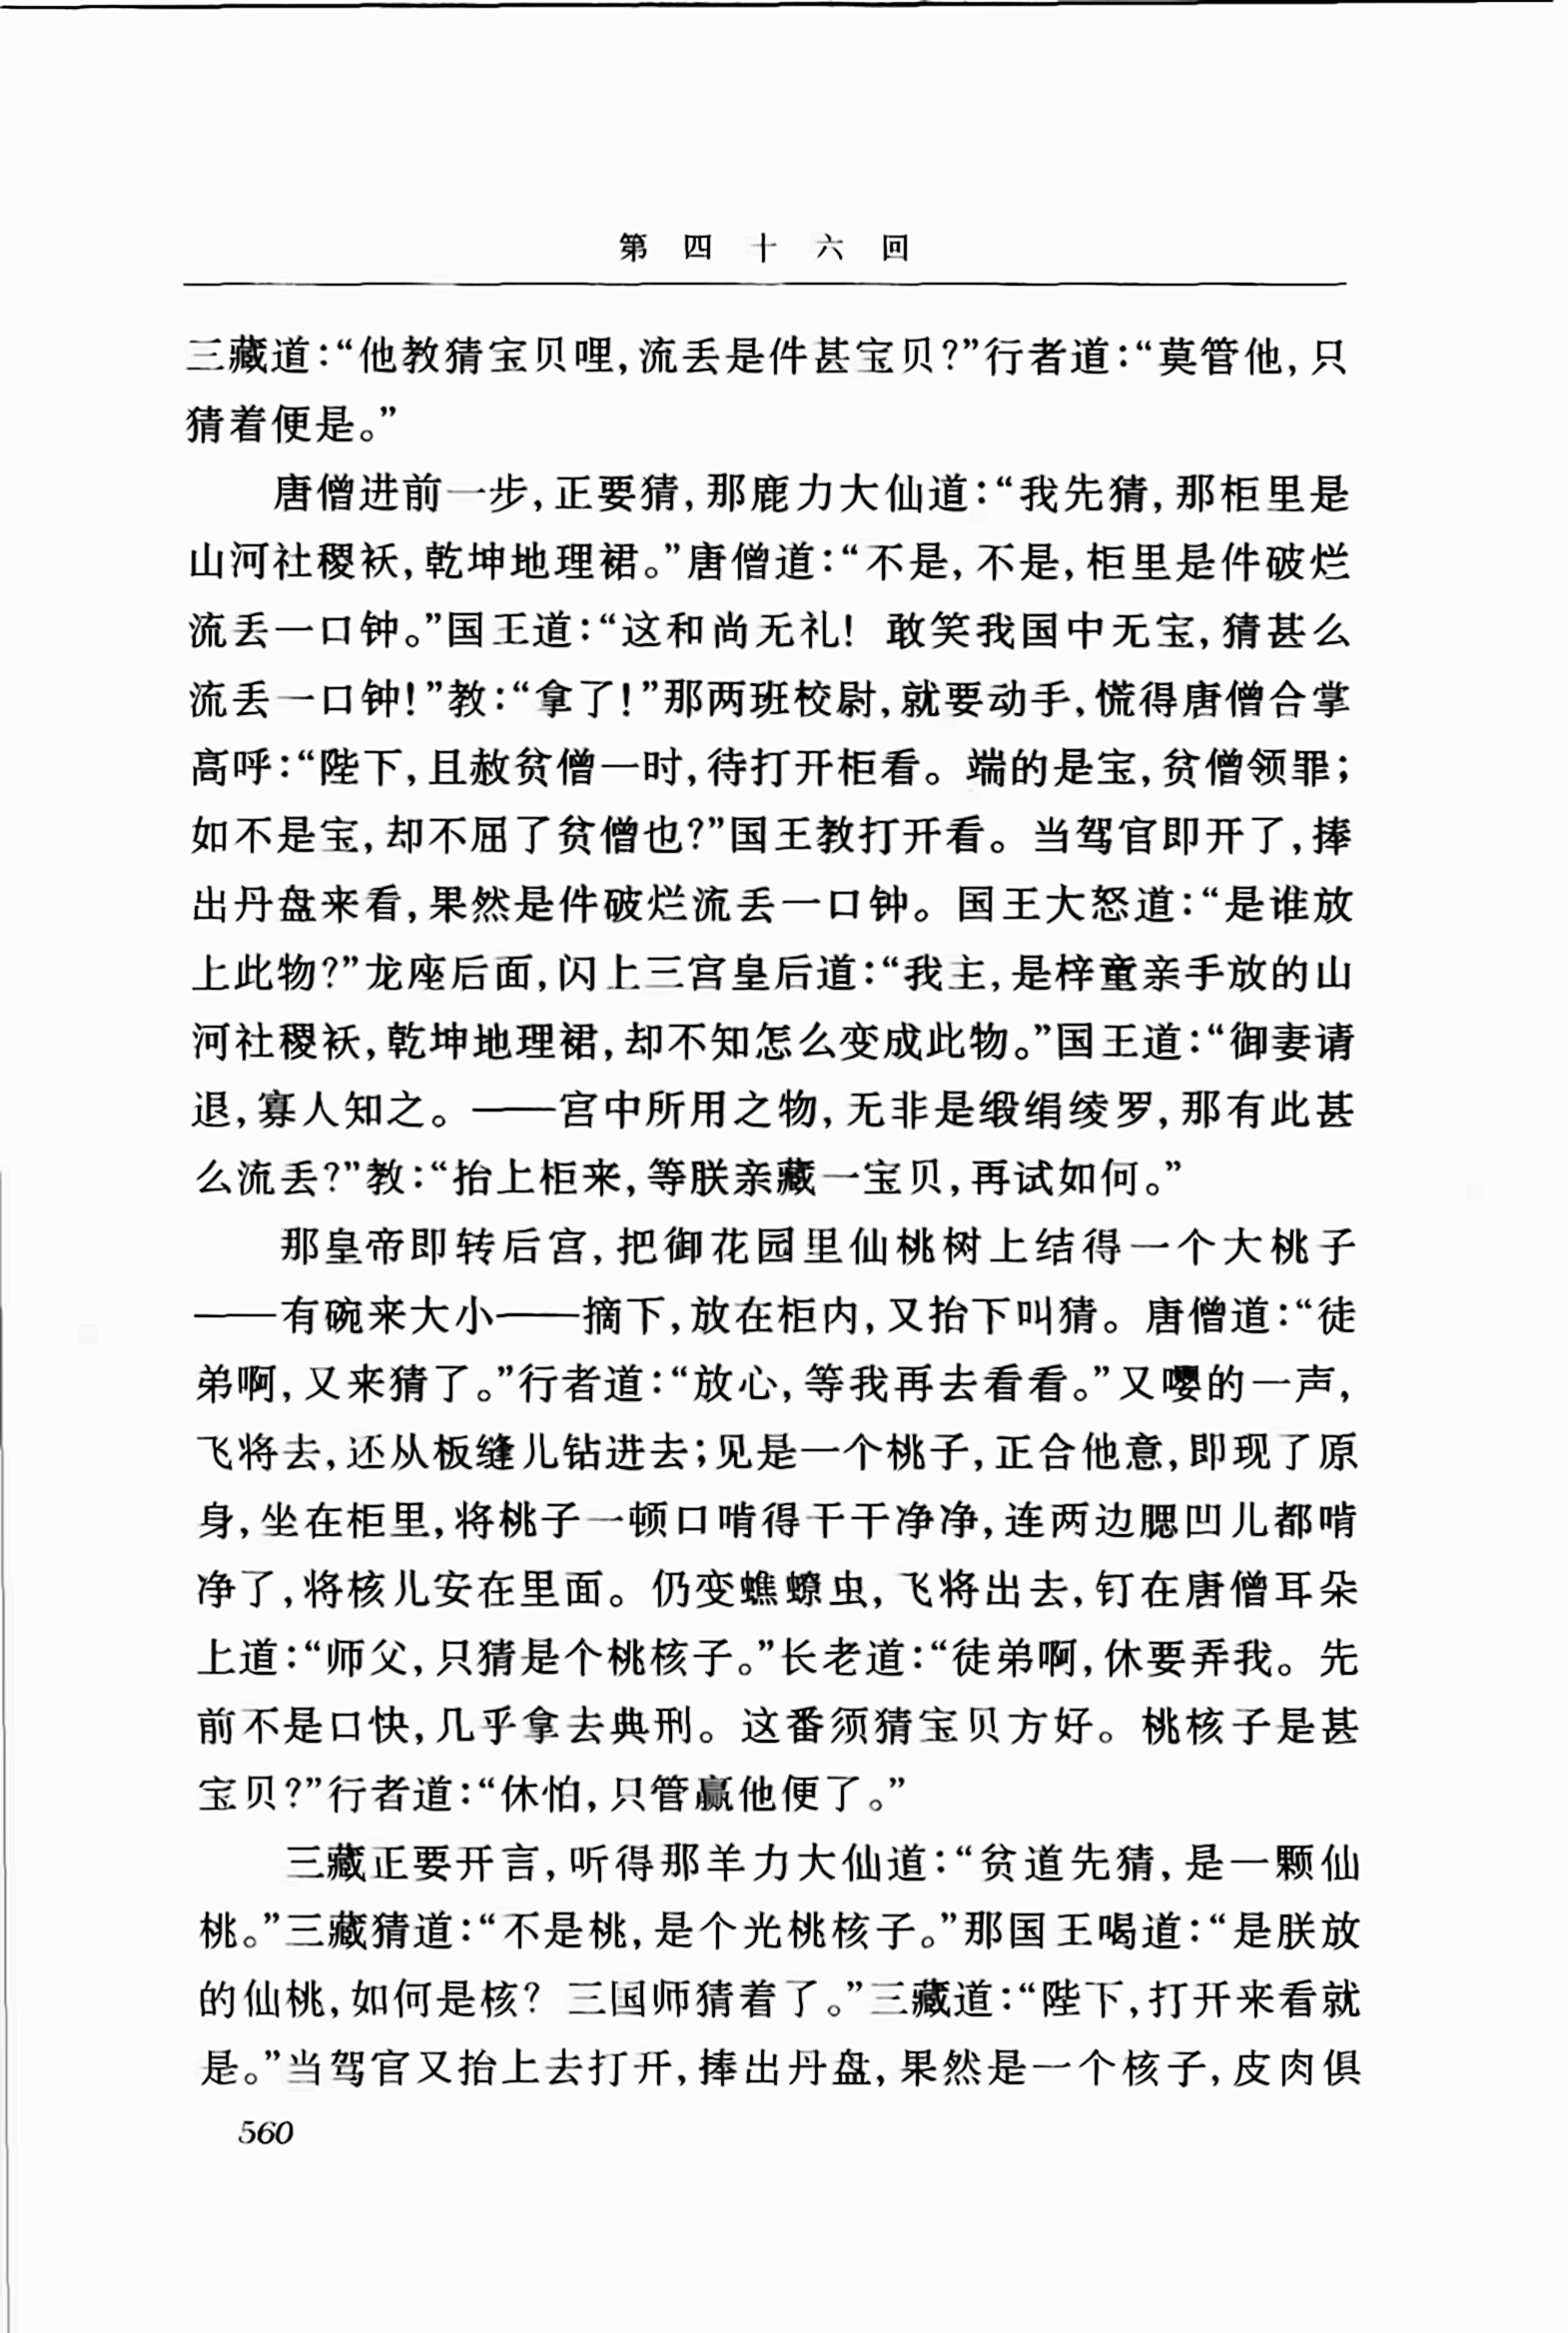 第四十六回
三藏道：“他教猜宝贝哩，流丢是件甚宝贝？”行者道：“莫管他，只
猜着便是。”
唐僧进前一步，正要猜，那鹿力大仙道：“我先猜，那柜里是
山河社稷袄，乾坤地理裙。”唐僧道：“不是，不是，柜里是件破烂
流丢一口钟。”国王道：“这和尚无礼！敢笑我国中无宝，猜甚么
流丢一口钟！”教：“拿了！”那两班校尉，就要动手，慌得唐僧合掌
高呼：“陛下，且赦贫僧一时，待打开柜看。端的是宝，贫僧领罪；
如不是宝，却不屈了贫僧也？”国王教打开看。当驾官即开了，捧
出丹盘来看，果然是件破烂流丢一口钟。国王大怒道：“是谁放
上此物？”龙座后面，闪上三宫皇后道：“我主，是梓童亲手放的山
河社稷袄，乾坤地理裙，却不知怎么变成此物。”国王道：“御妻请
退，寡人知之。——宫中所用之物，无非是缎绢绫罗，那有此甚
么流丢？”教：“抬上柜来，等朕亲藏一宝贝，再试如何。”
那皇帝即转后宫，把御花园里仙桃树上结得一个大桃子
——有碗来大小——摘下，放在柜内，又抬下叫猜。唐僧道：“徒
弟啊，又来猜了。”行者道：“放心，等我再去看看。”又嘤的一声，
飞将去，还从板缝儿钻进去；见是一个桃子，正合他意，即现了原
身，坐在柜里，将桃子一顿口啃得干干净净，连两边腮凹儿都啃
净了，将核儿安在里面。仍变蟭蟟虫，飞将出去，钉在唐僧耳朵
上道：“师父，只猜是个桃核子。”长老道：“徒弟啊，休要弄我。先
前不是口快，几乎拿去典刑。这番须猜宝贝方好。桃核子是甚
宝贝？”行者道：“休怕，只管赢他便了。”
三藏正要开言，听得那羊力大仙道：“贫道先猜，是一颗仙
桃。”三藏猜道：“不是桃，是个光桃核子。”那国王喝道：“是朕放
的仙桃，如何是核？三国师猜着了。”三藏道：“陛下，打开来看就
是。”当驾官又抬上去打开，捧出丹盘，果然是一个核子，皮肉俱
560